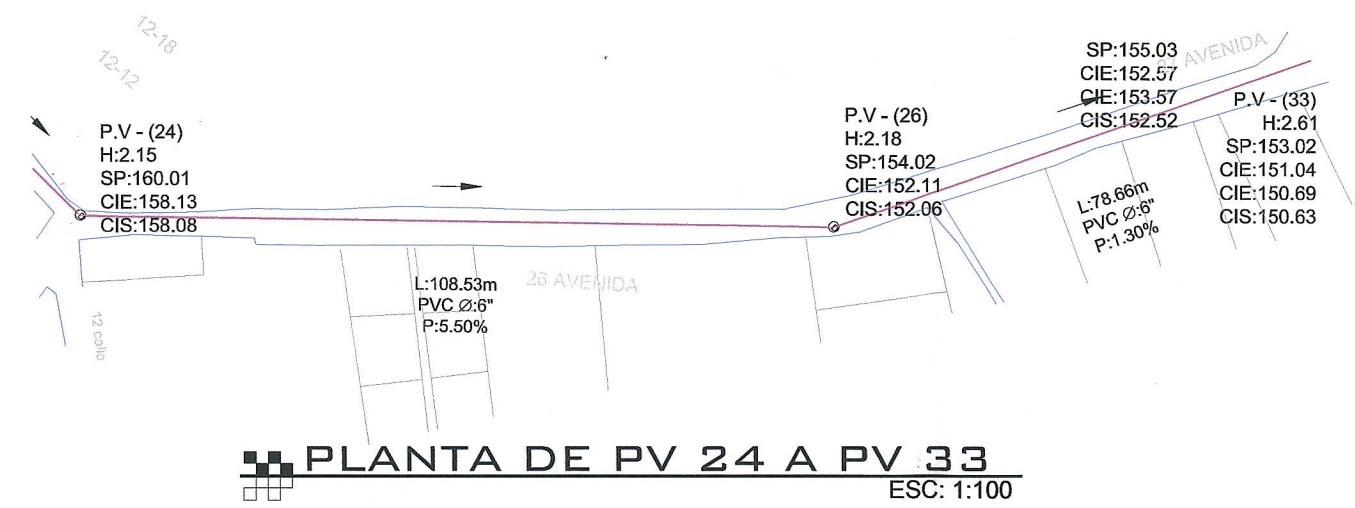 12-18
12-12
P.V - (24)
H:2.15
SP:160.01
CIE:158.13
CIS:158.08
12 calle
L:108.53m
PVC Ø:6"
P:5.50%
26 AVENIDA
P.V - (26)
H:2.18
SP:154.02
CIE:152.11
CIS:152.06
SP:155.03
CIE:152.57
CIE:153.57
CIS:152.52
27 AVENIDA
L:78.66m
PVC Ø:6"
P:1.30%
P.V - (33)
H:2.61
SP:153.02
CIE:151.04
CIE:150.69
CIS:150.63
PLANTA DE PV 24 A PV 33
ESC: 1:100